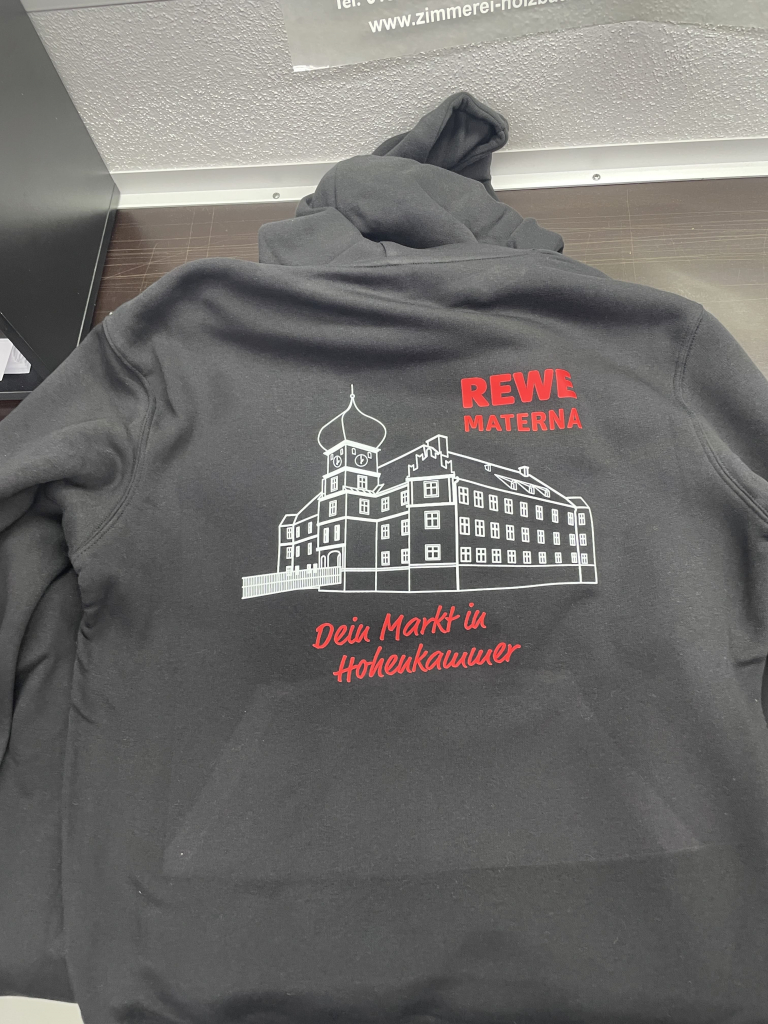 www.zimmerei-holzba
REWE
MATERNA
Dein Markt in
Hohenkammer